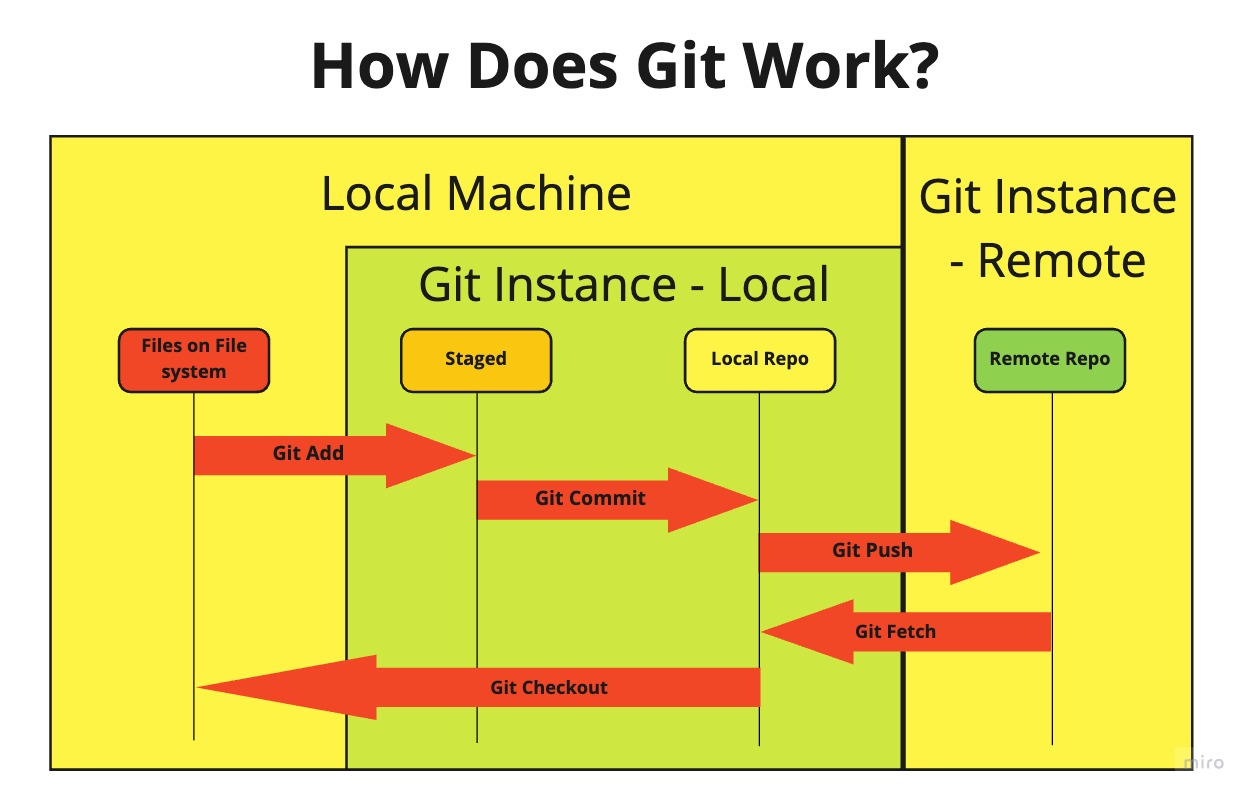 How Does Git Work?
Local Machine
Git Instance
- Remote
Git Instance - Local
Files on File
system
Staged
Local Repo
Remote Repo
Git Add
Git Commit
Git Push
Git Fetch
Git Checkout
miro